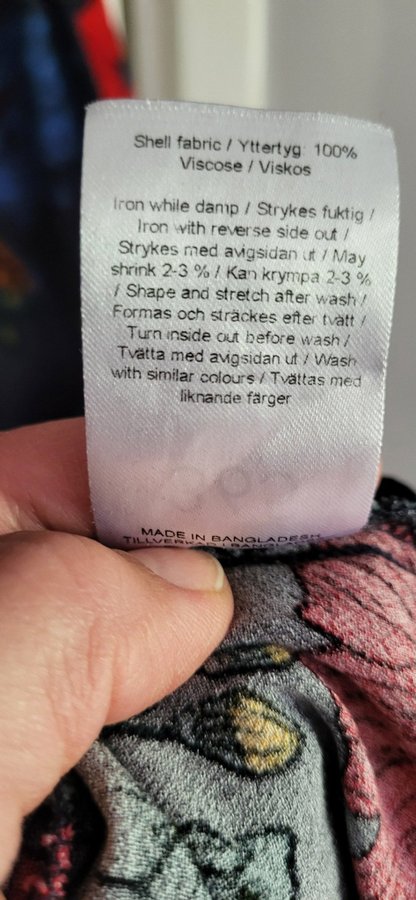 Shell fabric / Yttertyg: 100%
Viscose / Viskos
Iron while damp / Strykes fuktig /
Iron with reverse side out /
Strykes med avigsidan ut / May
shrink 2-3 % / Kan krympa 2-3 %
/ Shape and stretch after wash /
Formas och sträckes efter tvätt /
Turn inside out before wash /
Tvätta med avigsidan ut / Wash
with similar colours / Tvättas med
liknande färger
MADE IN BANGLADESH
TILLVERKAD I